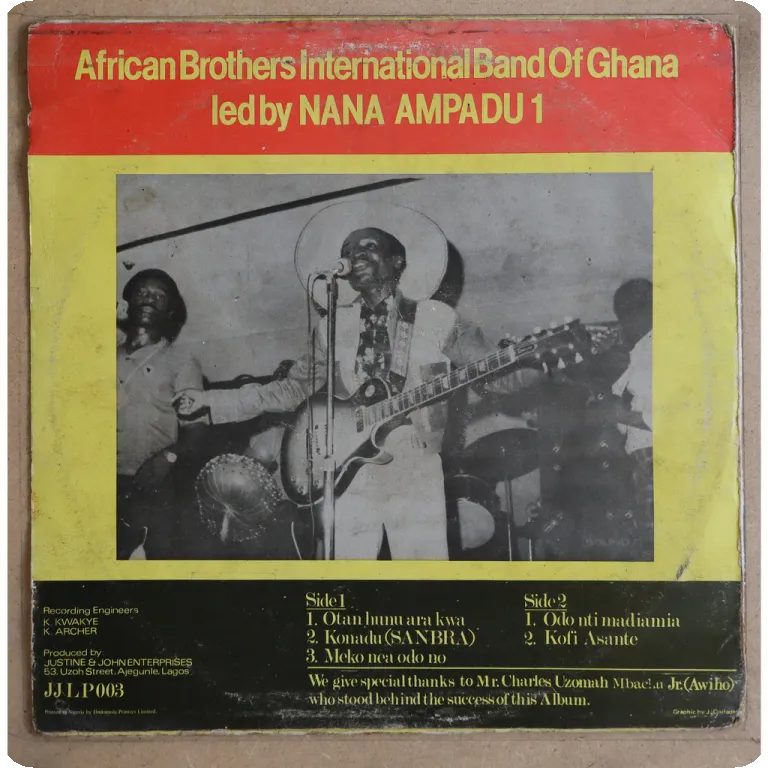 African Brothers International Band Of Ghana
led by NANA AMPADU 1
Recording Engineers
K. KWAKYE
K. ARCHER
Produced by
JUSTINE & JOHN ENTERPRISES
53, Uzoh Street, Ajegunle, Lagos
JJLP003
Side 1
1. Otan hunu ara kwa
2. Konadu (SANBRA)
3. Meko nea odo no
Side 2
1. Odo nti madiamia
2. Kofi Asante
We give special thanks to Mr. Charles Uzomah Jr. (Awiho)
who stood behind the success of this Album.
Graphic by J.